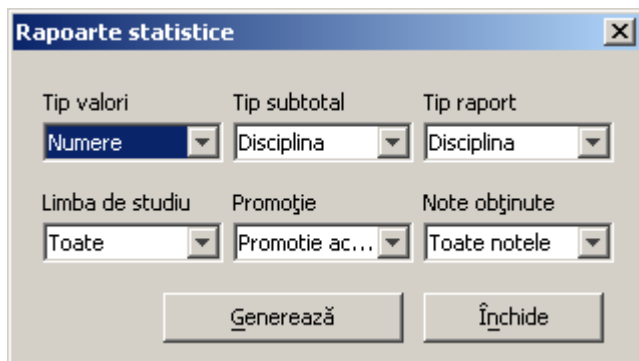 Rapoarte statistice
Tip valori Tip subtotal Tip raport
Numere Disciplina Disciplina
Limba de studiu Promoţie Note obţinute
Toate Promotie ac... Toate notele
Generează Închide